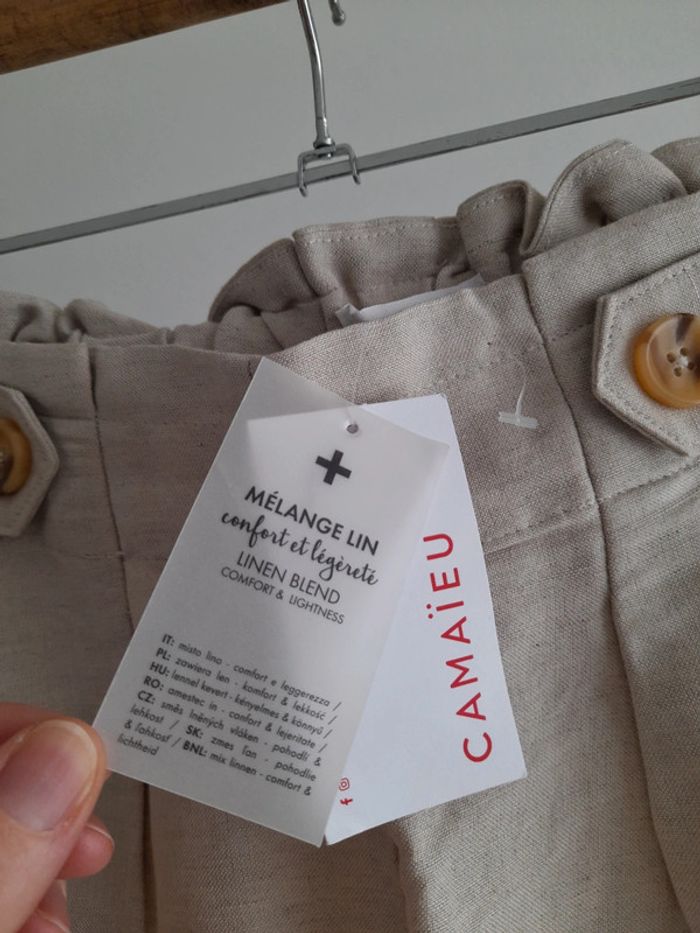 MÉLANGE LIN
confort et légèreté
LINEN BLEND
COMFORT & LIGHTNESS
IT: misto lino - comfort e leggerezza /
PL: zawiera len - komfort & lekkość /
HU: lennel kevert - kényelmes & könnyű /
RO: amestec in - confort & lejeritate /
CZ: směs lněných vláken - pohodlí &
lehkost / SK: zmes ľan - pohodlie
& ľahkosť / BNL: mix linnen - comfort &
lichtheid
CAMAÏEU